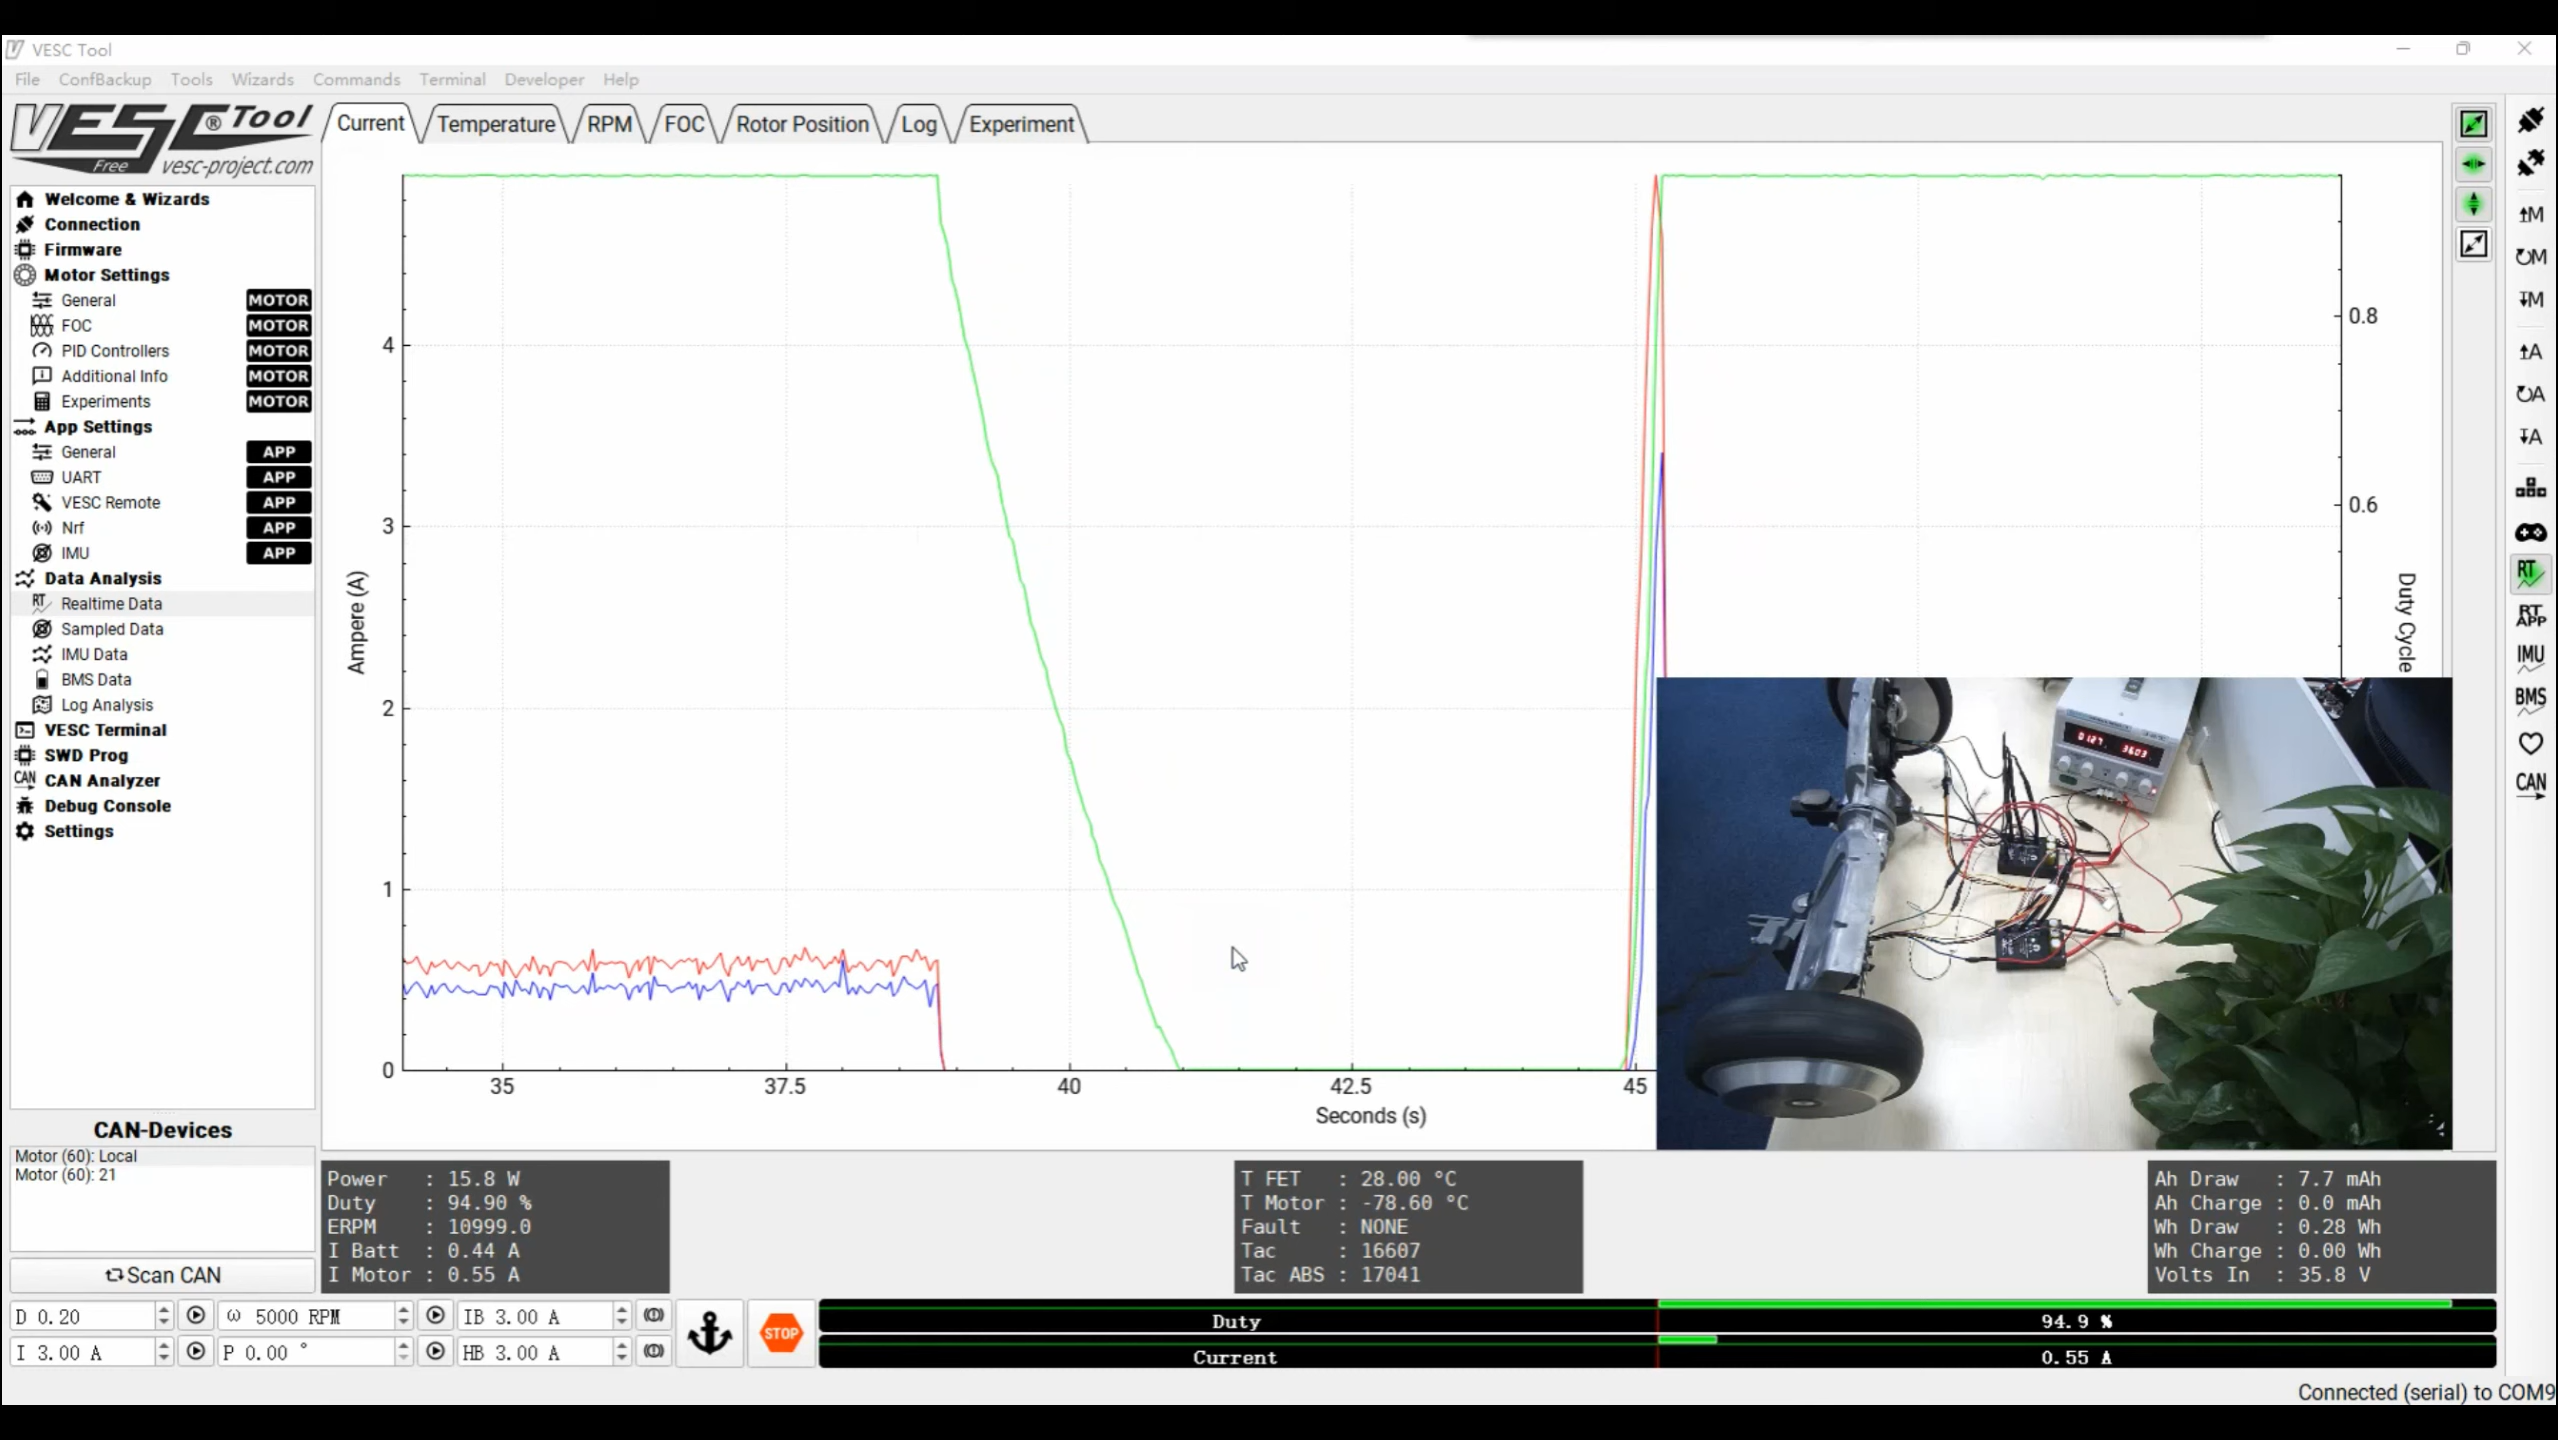 VESC Tool
File ConfBackup Tools Wizards Commands Terminal Developer Help
VESC® Tool
Free vesc-project.com
Current Temperature RPM FOC Rotor Position Log Experiment
Welcome & Wizards
Connection
Firmware
Motor Settings
General MOTOR
FOC MOTOR
PID Controllers MOTOR
Additional Info MOTOR
Experiments MOTOR
App Settings
General APP
UART APP
VESC Remote APP
Nrf APP
IMU APP
Data Analysis
RT Realtime Data
Sampled Data
IMU Data
BMS Data
Log Analysis
VESC Terminal
SWD Prog
CAN CAN Analyzer
Debug Console
Settings
CAN-Devices
Motor (60): Local
Motor (60): 21
Scan CAN
Ampere (A)
4
3
2
1
0
35 37.5 40 42.5 45
Seconds (s)
0.8
0.6
Duty Cycle
M
M
M
A
A
A
RT
RT APP
IMU
BMS
CAN
Power : 15.8 W
Duty : 94.90 %
ERPM : 10999.0
I Batt : 0.44 A
I Motor : 0.55 A
T FET : 28.00 °C
T Motor : -78.60 °C
Fault : NONE
Tac : 16607
Tac ABS : 17041
Ah Draw : 7.7 mAh
Ah Charge : 0.0 mAh
Wh Draw : 0.28 Wh
Wh Charge : 0.00 Wh
Volts In : 35.8 V
D 0.20 ω 5000 RPM IB 3.00 A
I 3.00 A P 0.00 ° HB 3.00 A
STOP
Duty 94.9 %
Current 0.55 A
Connected (serial) to COM9